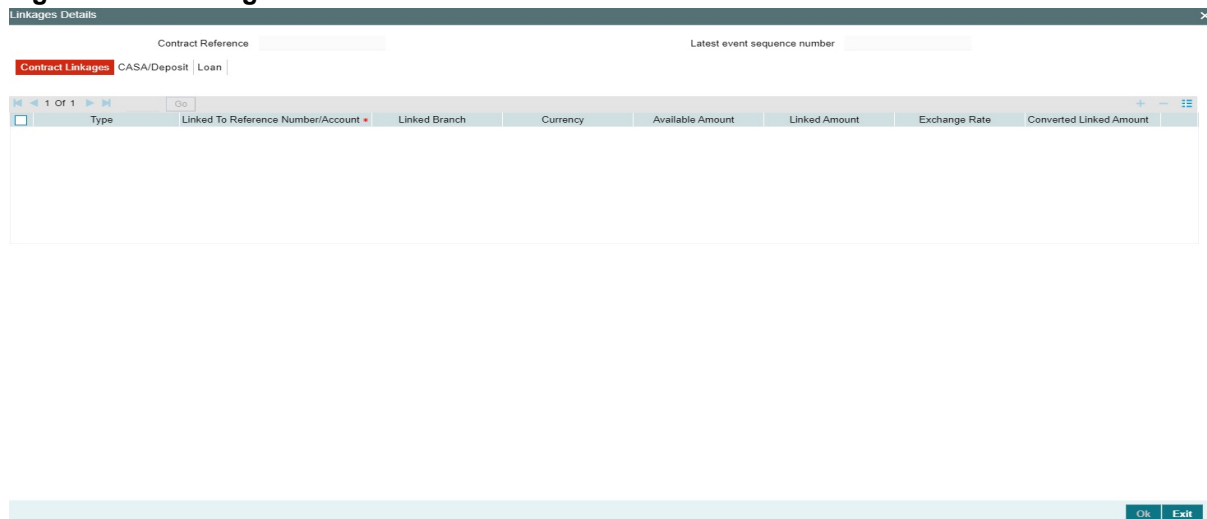 Linkages Details
Contract Reference
Latest event sequence number
Contract Linkages CASA/Deposit Loan
1 Of 1 Go
Type Linked To Reference Number/Account * Linked Branch Currency Available Amount Linked Amount Exchange Rate Converted Linked Amount
Ok Exit